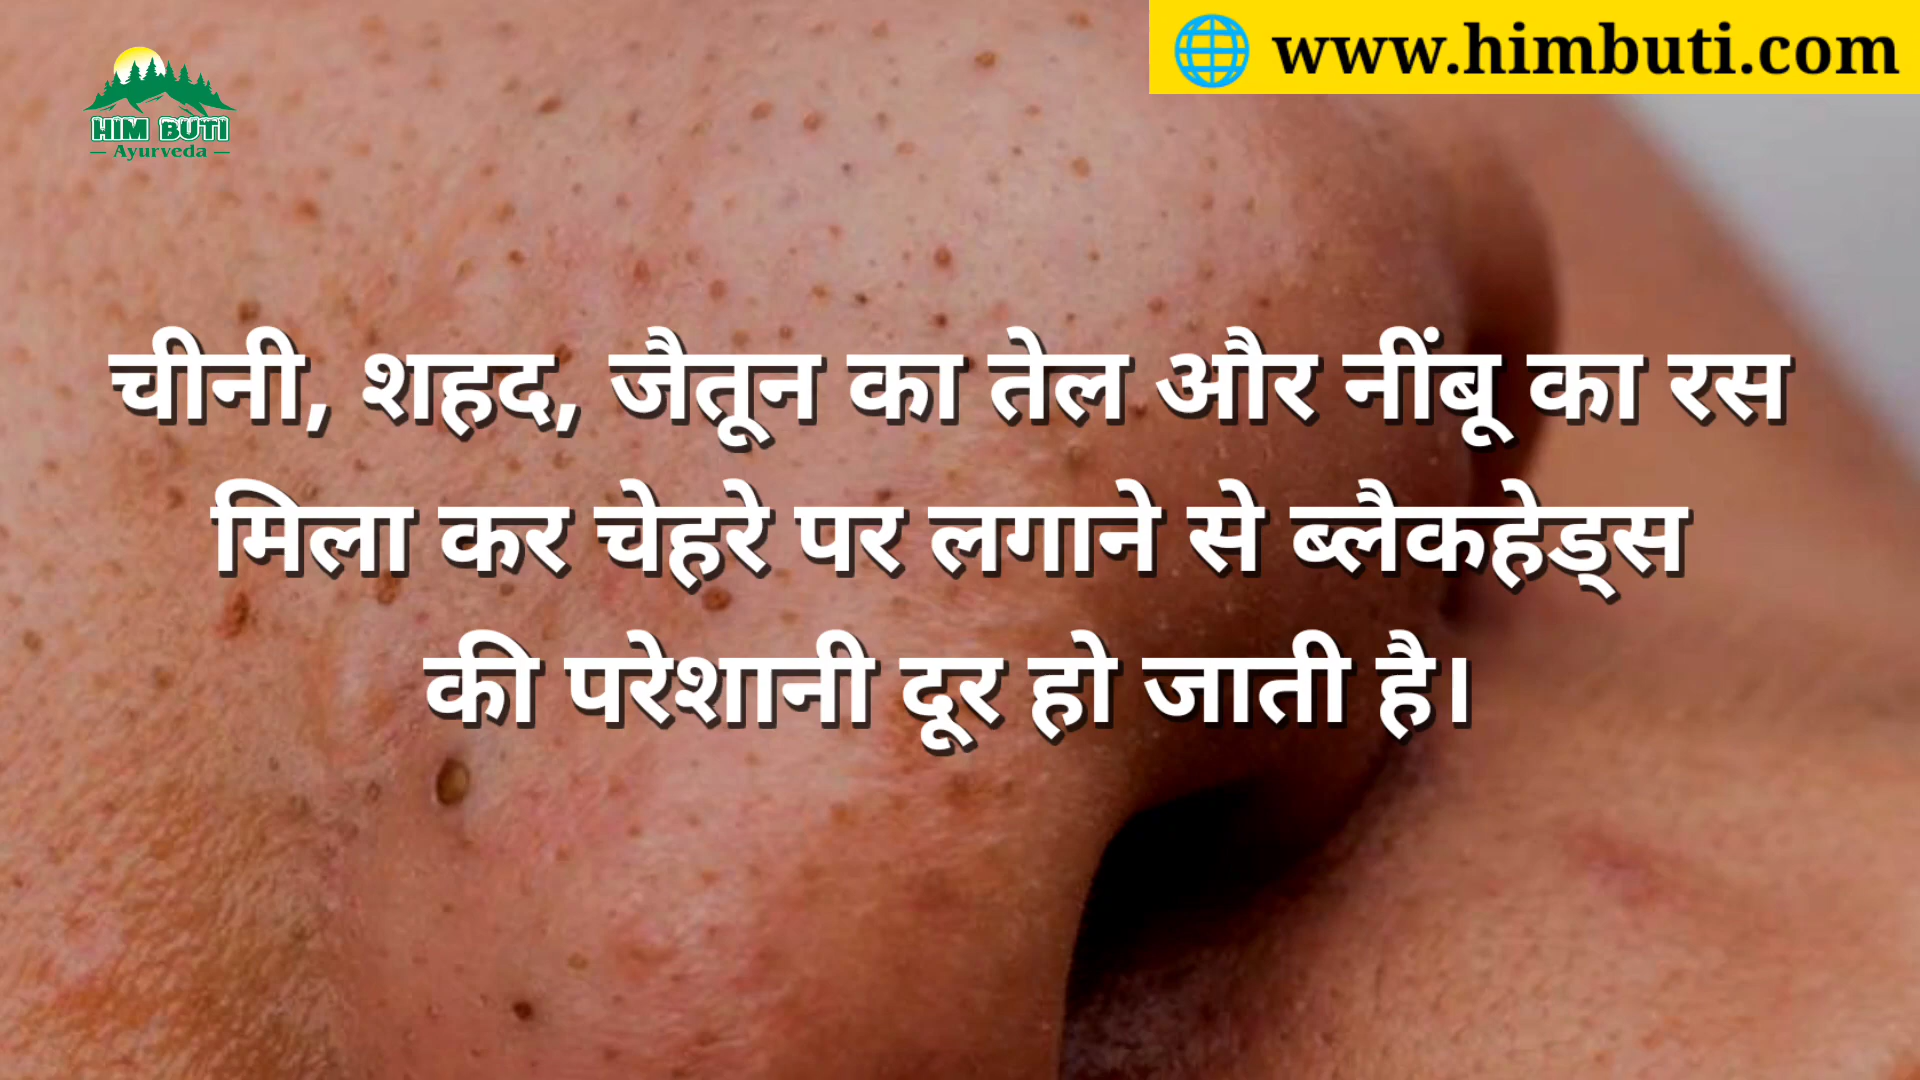 www.himbuti.com
HIM BUTI
Ayurveda
चीनी, शहद, जैतून का तेल और नींबू का रस
मिला कर चेहरे पर लगाने से ब्लैकहेड्स
की परेशानी दूर हो जाती है।